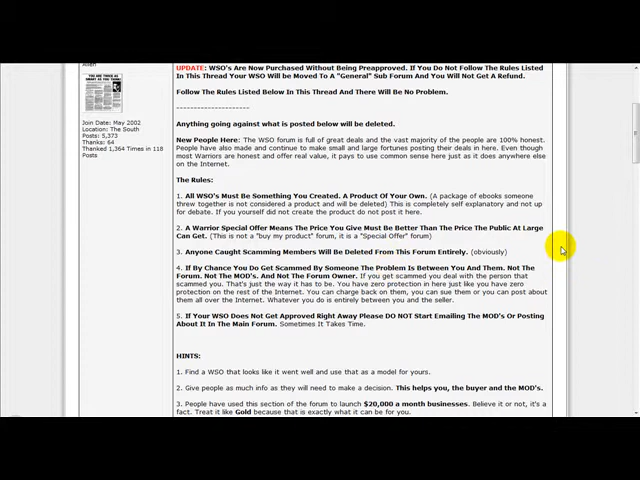 Allen
YOU ARE TWICE AS
SMART AS YOU THINK!
Join Date: May 2002
Location: The South
Posts: 5,373
Thanks: 64
Thanked 1,364 Times in 118
Posts
UPDATE: WSO's Are Now Purchased Without Being Preapproved. If You Do Not Follow The Rules Listed
In This Thread Your WSO Will Be Moved To A "General" Sub Forum And You Will Not Get A Refund.
Follow The Rules Listed Below In This Thread And There Will Be No Problem.
---------------------
Anything going against what is posted below will be deleted.
New People Here: The WSO forum is full of great deals and the vast majority of the people are 100% honest.
People have also made and continue to make small and large fortunes posting their deals in here. Even though
most Warriors are honest and offer real value, it pays to use common sense here just as it does anywhere else
on the Internet.
The Rules:
1. All WSO's Must Be Something You Created. A Product Of Your Own. (A package of ebooks someone
threw together is not considered a product and will be deleted) This is completely self explanatory and not up
for debate. If you yourself did not create the product do not post it here.
2. A Warrior Special Offer Means The Price You Give Must Be Better Than The Price The Public At Large
Can Get. (This is not a "buy my product" forum, it is a "Special Offer" forum)
3. Anyone Caught Scamming Members Will Be Deleted From This Forum Entirely. (obviously)
4. If By Chance You Do Get Scammed By Someone The Problem Is Between You And Them. Not The
Forum. Not The MOD's. And Not The Forum Owner. If you get scammed you deal with the person that
scammed you. That's just the way it has to be. You have zero protection in here just like you have zero
protection on the rest of the Internet. You can charge back on them, you can sue them or you can post about
them all over the Internet. Whatever you do is entirely between you and the seller.
5. If Your WSO Does Not Get Approved Right Away Please DO NOT Start Emailing The MOD's Or Posting
About It In The Main Forum. Sometimes It Takes Time.
HINTS:
1. Find a WSO that looks like it went well and use that as a model for yours.
2. Give people as much info as they will need to make a decision. This helps you, the buyer and the MOD's.
3. People have used this section of the forum to launch $20,000 a month businesses. Believe it or not, it's a
fact. Treat it like Gold because that is exactly what it can be for you.